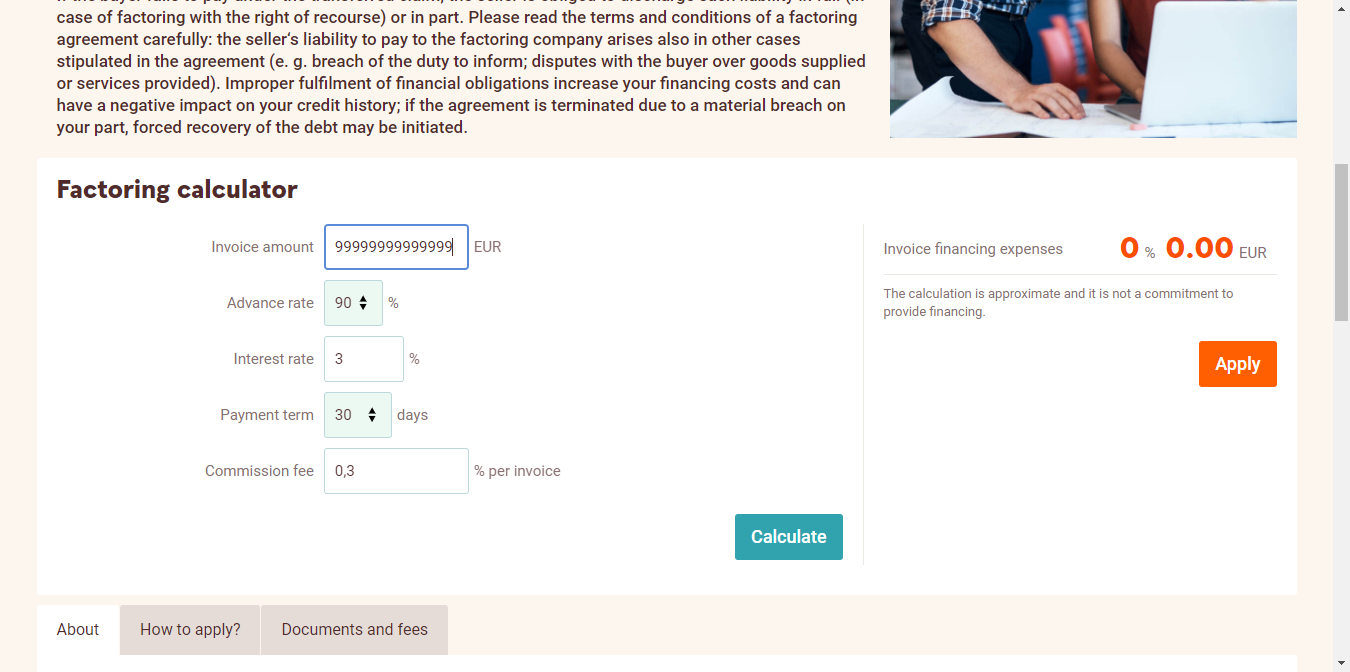 case of factoring with the right of recourse) or in part. Please read the terms and conditions of a factoring
agreement carefully: the seller‘s liability to pay to the factoring company arises also in other cases
stipulated in the agreement (e. g. breach of the duty to inform; disputes with the buyer over goods supplied
or services provided). Improper fulfilment of financial obligations increase your financing costs and can
have a negative impact on your credit history; if the agreement is terminated due to a material breach on
your part, forced recovery of the debt may be initiated.
Factoring calculator
Invoice amount 99999999999999 EUR
Advance rate 90 %
Interest rate 3 %
Payment term 30 days
Commission fee 0,3 % per invoice
Calculate
Invoice financing expenses 0 % 0.00 EUR
The calculation is approximate and it is not a commitment to
provide financing.
Apply
About How to apply? Documents and fees